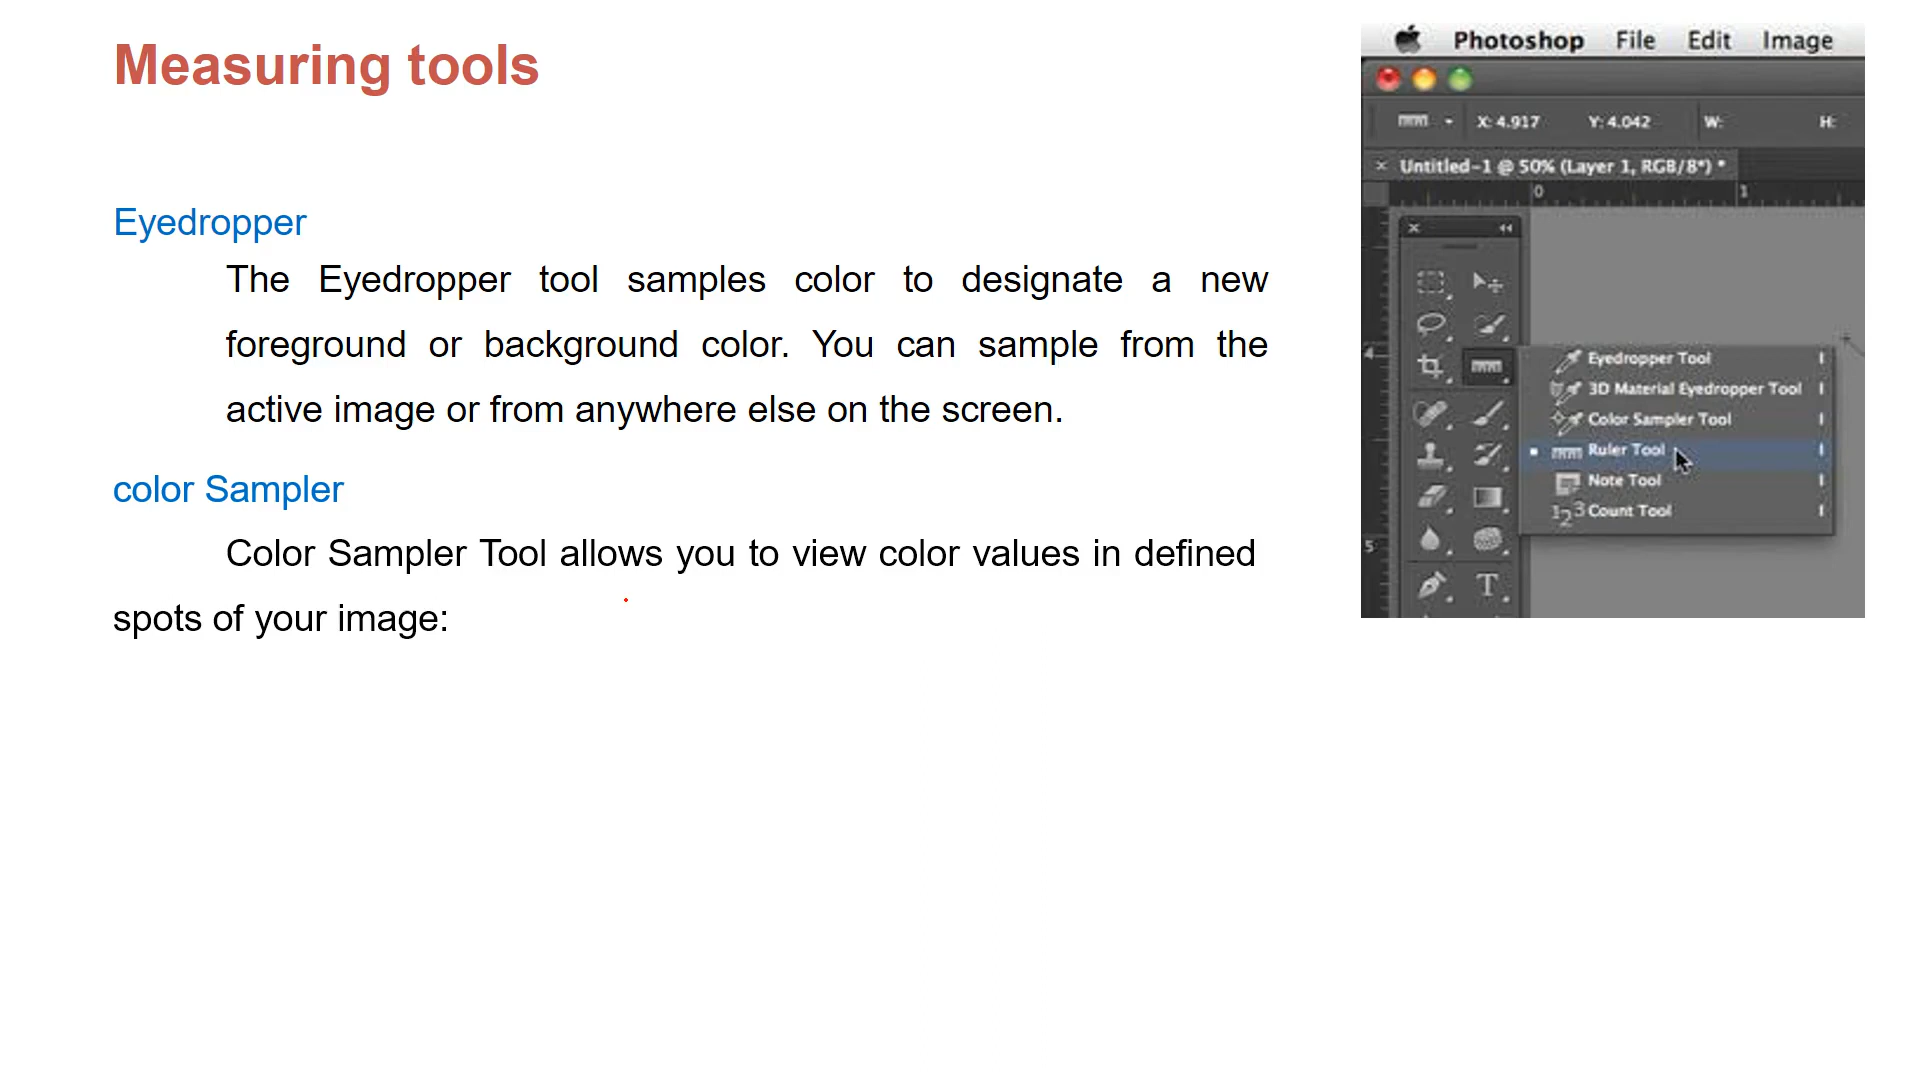 Measuring tools
Eyedropper
The Eyedropper tool samples color to designate a new
foreground or background color. You can sample from the
active image or from anywhere else on the screen.
color Sampler
Color Sampler Tool allows you to view color values in defined
spots of your image:
Photoshop File Edit Image
X: 4.917 Y: 4.042 W: H:
× Untitled-1 @ 50% (Layer 1, RGB/8*) *
0 1
4
5
Eyedropper Tool I
3D Material Eyedropper Tool I
Color Sampler Tool I
Ruler Tool I
Note Tool I
Count Tool I